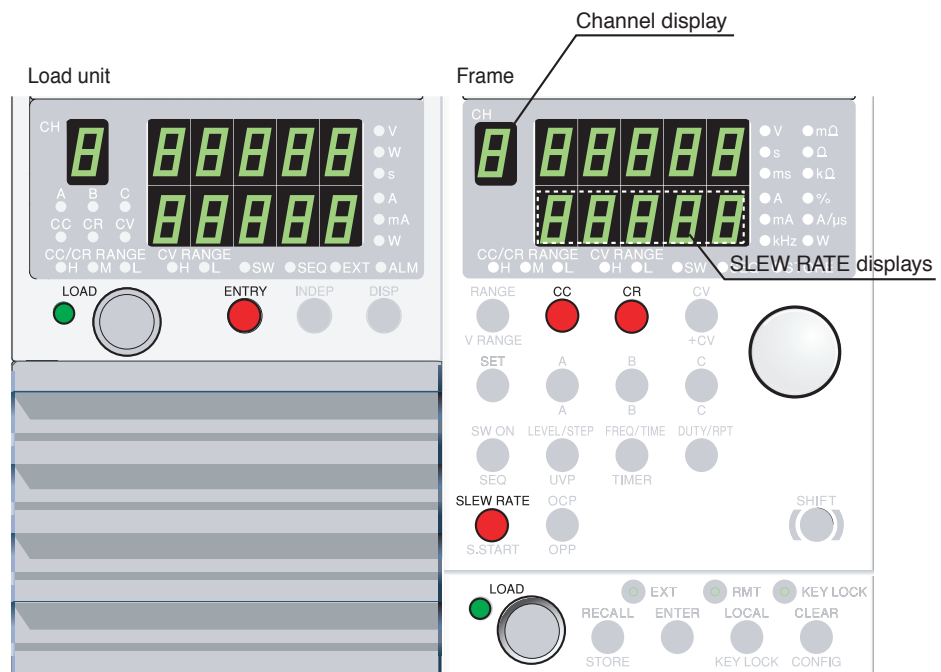 Channel display
Load unit
Frame
CH
V
W
s
A B C
CC CR CV
A
mA
W
CC/CR RANGE CV RANGE
H M L H L SW SEQ EXT ALM
LOAD ENTRY INDEP DISP
CH
V mΩ
s Ω
ms kΩ
A %
mA A/µs
kHz W
CC/CR RANGE CV RANGE
H M L H L SW
SLEW RATE displays
RANGE CC CR CV
V RANGE +CV
SET A B C
A B C
SW ON LEVEL/STEP FREQ/TIME DUTY/RPT
SEQ UVP TIMER
SLEW RATE OCP SHIFT
S.START OPP
LOAD EXT RMT KEY LOCK
RECALL ENTER LOCAL CLEAR
STORE KEY LOCK CONFIG